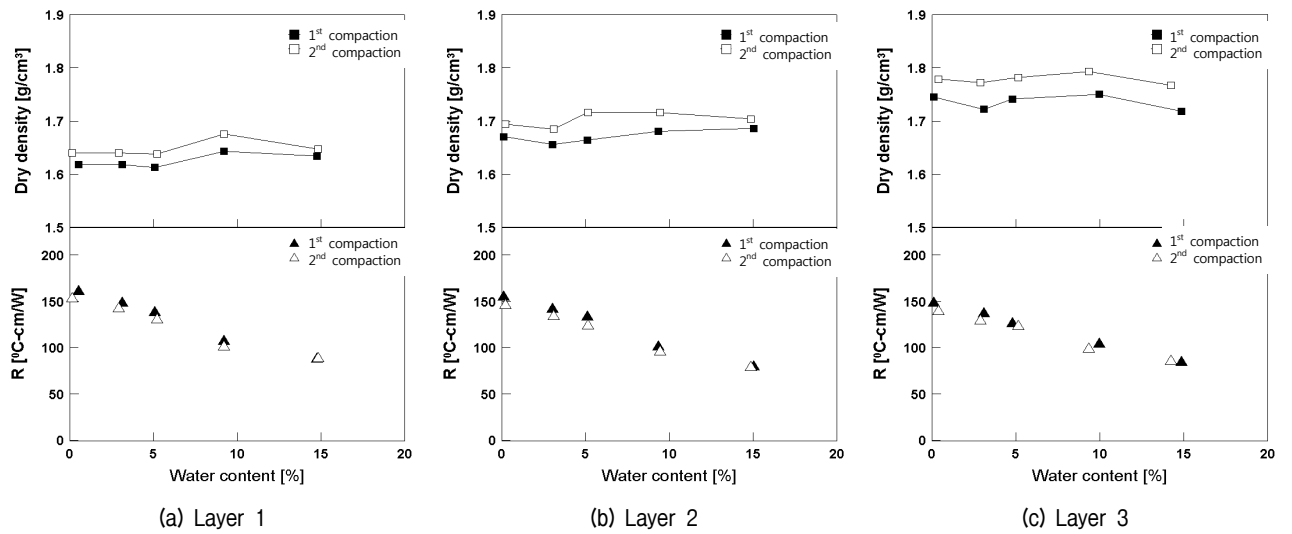 1.9
1.8
1.7
1.6
1.5
Dry density [g/cm³]
1st compaction
2nd compaction
200
150
100
50
0
R [⁰C-cm/W]
1st compaction
2nd compaction
0 5 10 15 20
Water content [%]
(a) Layer 1
1.9
1.8
1.7
1.6
1.5
Dry density [g/cm³]
1st compaction
2nd compaction
200
150
100
50
0
R [⁰C-cm/W]
1st compaction
2nd compaction
0 5 10 15 20
Water content [%]
(b) Layer 2
1.9
1.8
1.7
1.6
1.5
Dry density [g/cm³]
1st compaction
2nd compaction
200
150
100
50
0
R [⁰C-cm/W]
1st compaction
2nd compaction
0 5 10 15 20
Water content [%]
(c) Layer 3